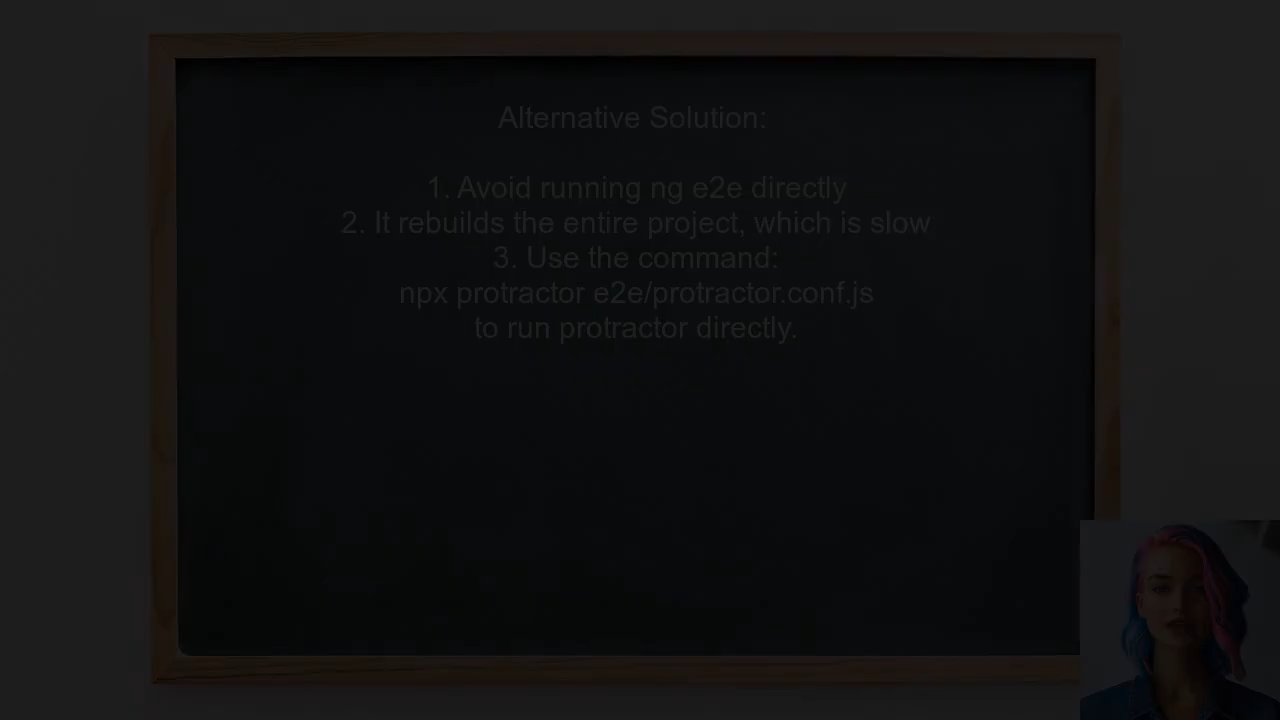 Alternative Solution:
1. Avoid running ng e2e directly
2. It rebuilds the entire project, which is slow
3. Use the command:
npx protractor e2e/protractor.conf.js
to run protractor directly.